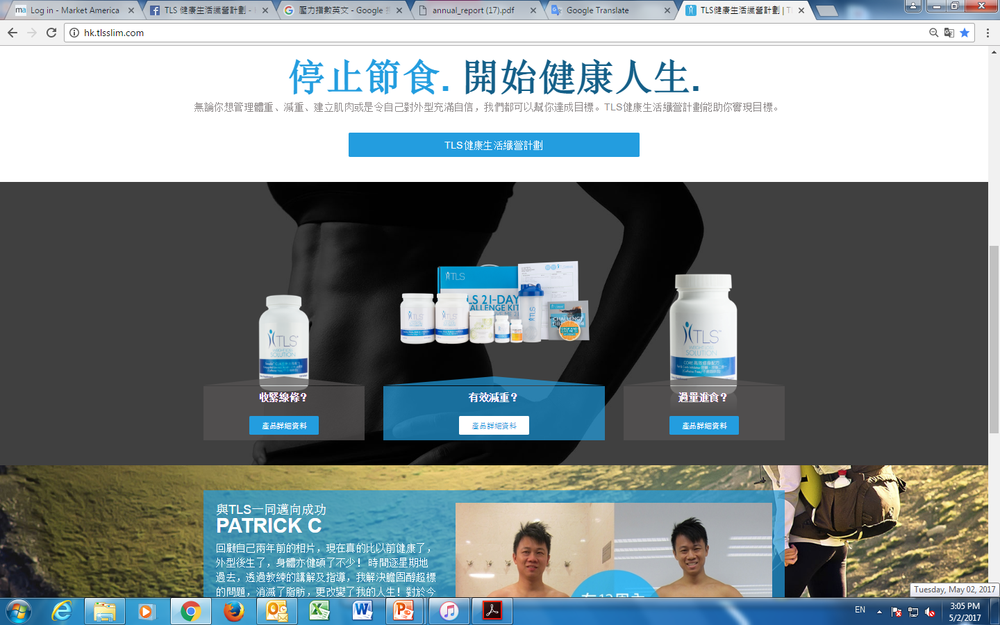 Log in - Market America
TLS 健康生活纖營計劃 -
壓力指數英文 - Google
annual_report (17).pdf
Google Translate
TLS健康生活纖營計劃 | T
hk.tlsslim.com
停止節食. 開始健康人生.
無論你想管理體重、減重、建立肌肉或是令自己對外型充滿自信，我們都可以幫你達成目標。TLS健康生活纖營計劃能助你實現目標。
TLS健康生活纖營計劃
TLS
TLS 21-DAY
CHALLENGE KIT
TLS
CHALLENGE
TLS
WEIGHT LOSS
SOLUTION
TLS
WEIGHT LOSS
SOLUTION
收緊線條?
有效減重?
過量進食?
產品詳細資料
產品詳細資料
產品詳細資料
與TLS一同邁向成功
PATRICK C
回顧自己兩年前的相片，現在真的比以前健康了，
外型後生了，身體亦健碩了不少！ 時間逐星期地
過去，透過教練的講解及指導，我解決膽固醇超標
的問題，消滅了脂肪，更改變了我的人生！對於今
Tuesday, May 02, 2017
EN
3:05 PM
5/2/2017